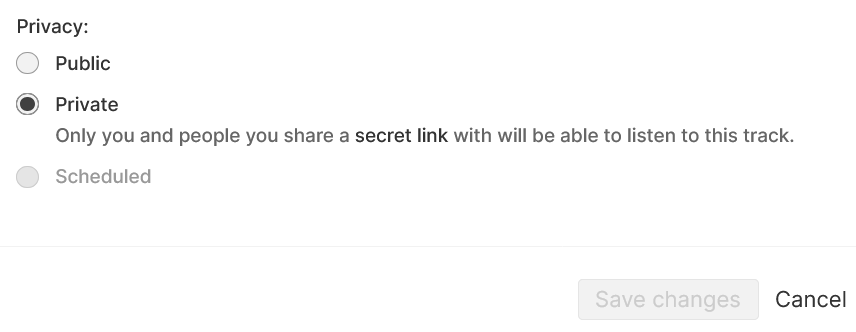 Privacy:
Public
Private
Only you and people you share a secret link with will be able to listen to this track.
Scheduled
Save changes
Cancel